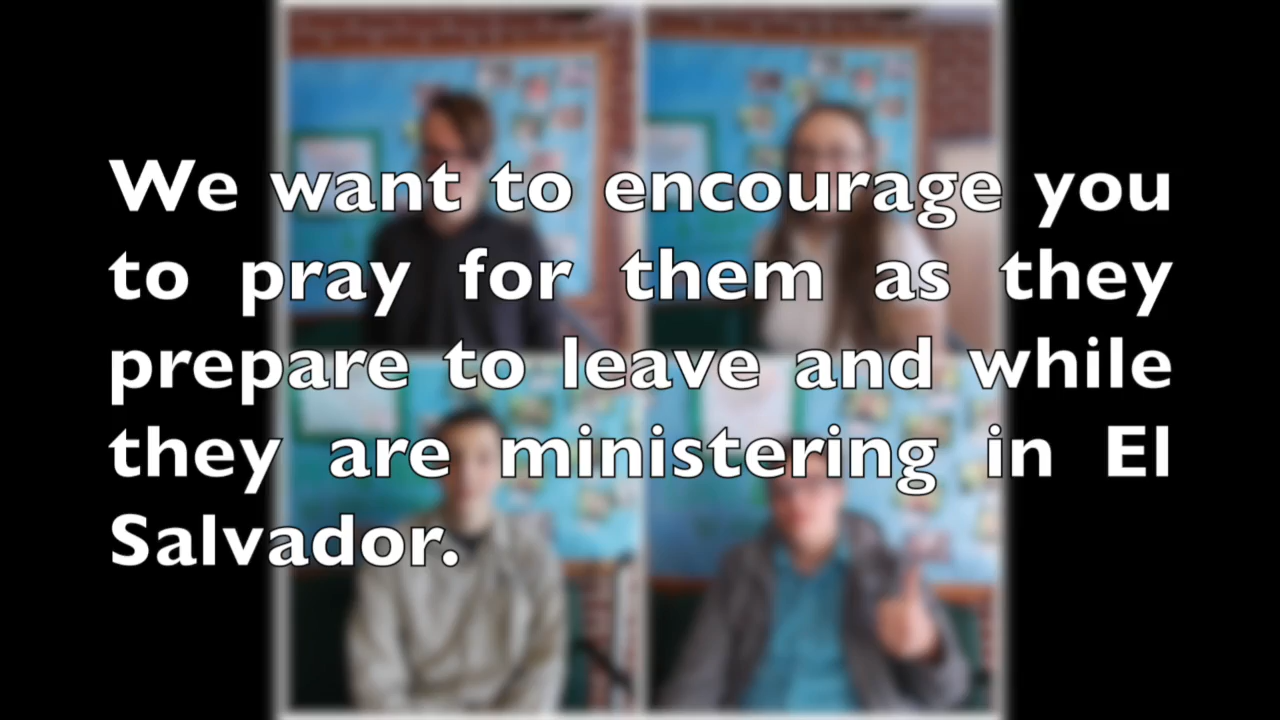 We want to encourage you
to pray for them as they
prepare to leave and while
they are ministering in El
Salvador.